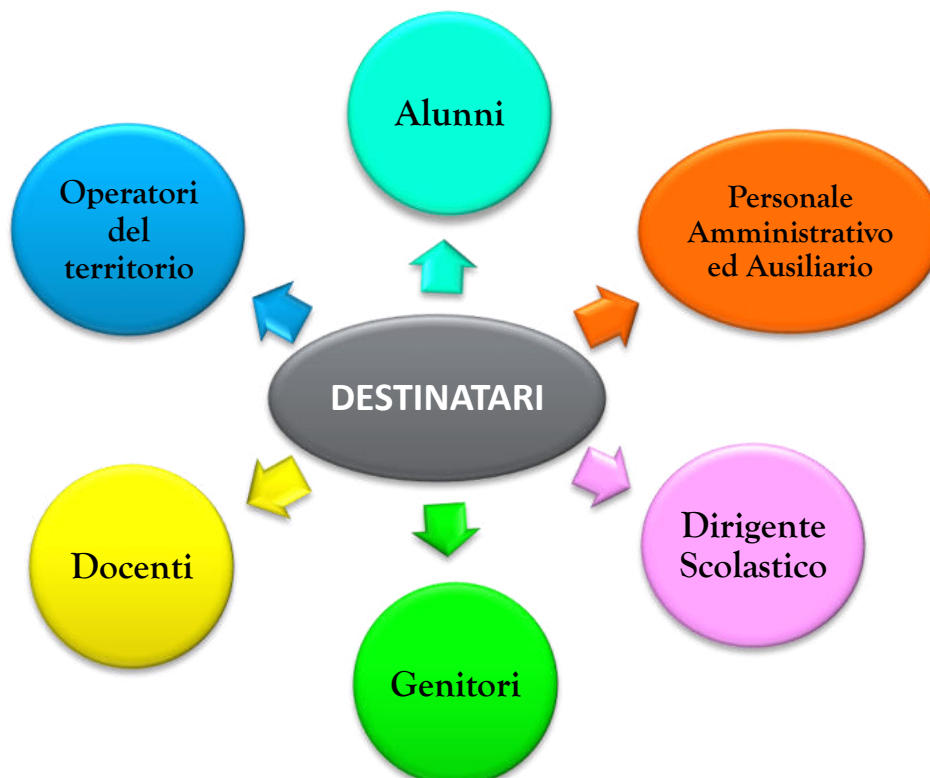 Alunni
Operatori
del
territorio
Personale
Amministrativo
ed Ausiliario
DESTINATARI
Docenti
Dirigente
Scolastico
Genitori